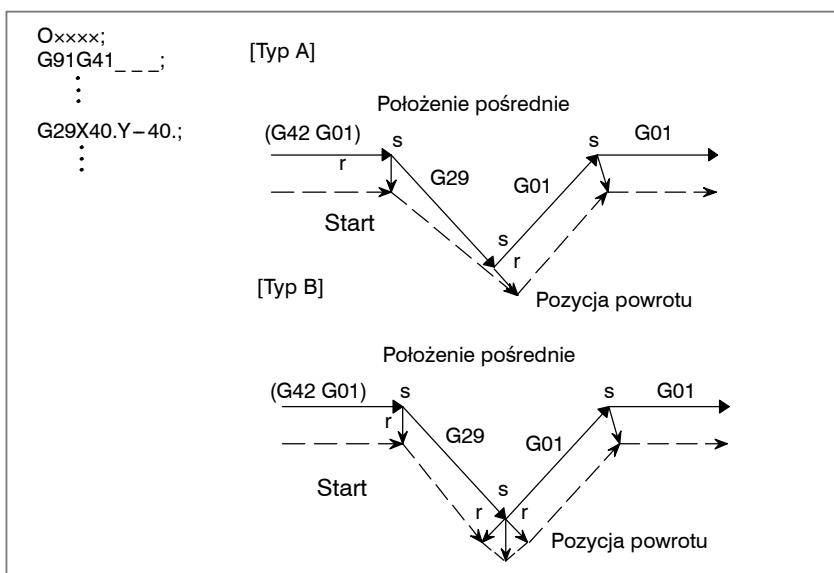 O××××;
G91G41_ _ _;
G29X40.Y−40.;
[Typ A]
Położenie pośrednie
(G42 G01)
s
s
G01
r
G29
G01
Start
s
r
Pozycja powrotu
[Typ B]
Położenie pośrednie
(G42 G01)
s
s
G01
r
G29
G01
Start
s
r
r
Pozycja powrotu